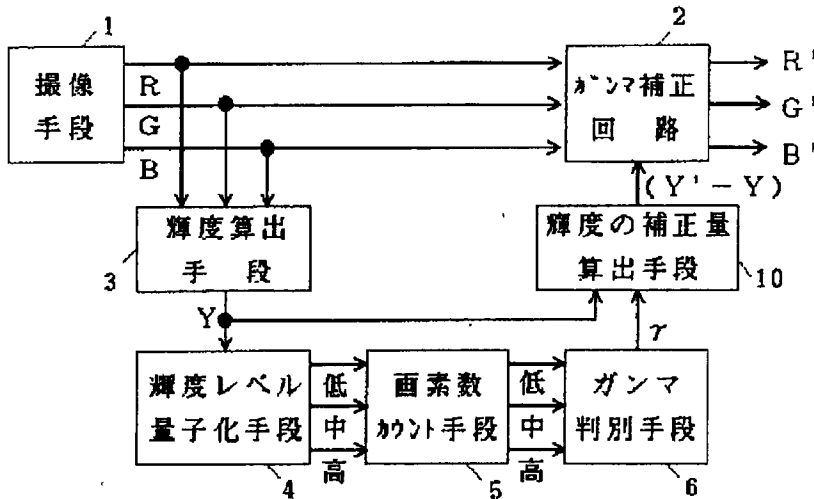 1
撮像
手段
R
G
B
2
ガンマ補正
回路
R'
G'
B'
(Y'-Y)
輝度算出
手段
3
輝度の補正量
算出手段
10
Y
γ
輝度レベル
量子化手段
4
低
中
高
画素数
カウント手段
5
低
中
高
ガンマ
判別手段
6